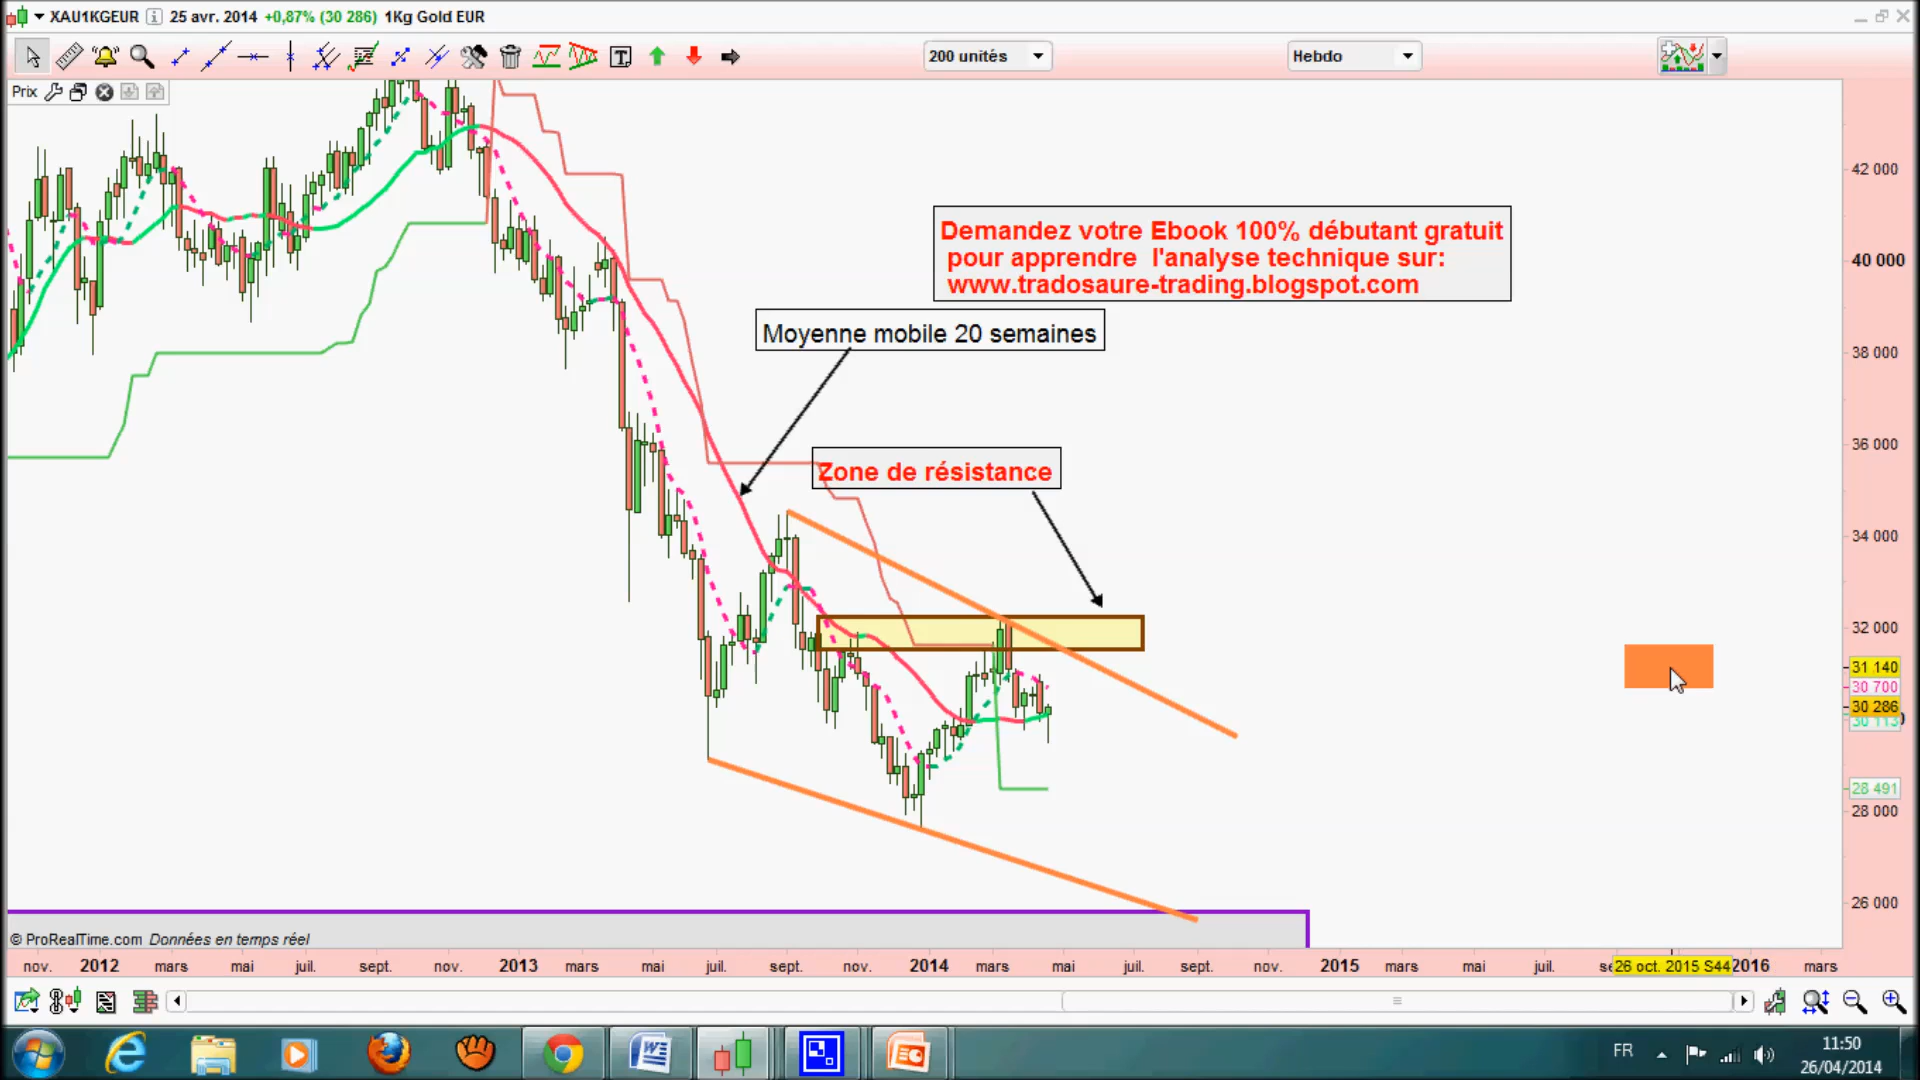 XAU1KGEUR 25 avr. 2014 +0,87% (30 286) 1Kg Gold EUR
200 unités
Hebdo
Prix
42 000
Demandez votre Ebook 100% débutant gratuit
pour apprendre l'analyse technique sur:
www.tradosaure-trading.blogspot.com
40 000
Moyenne mobile 20 semaines
38 000
36 000
Zone de résistance
34 000
32 000
31 140
30 700
30 286
30 113
28 491
28 000
26 000
© ProRealTime.com Données en temps réel
nov. 2012 mars mai juil. sept. nov. 2013 mars mai juil. sept. nov. 2014 mars mai juil. sept. nov. 2015 mars mai juil. 26 oct. 2015 S44 2016 mars
FR
11:50
26/04/2014